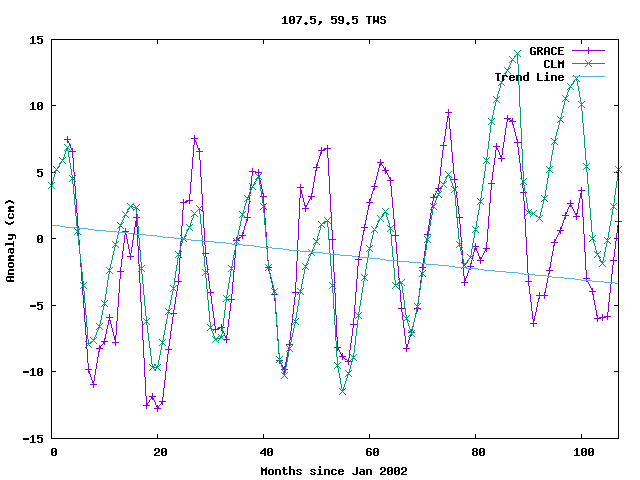 107.5, 59.5 TWS
GRACE
CLM
Trend Line
15
10
5
0
-5
-10
-15
Anomaly (cm)
0 20 40 60 80 100
Months since Jan 2002